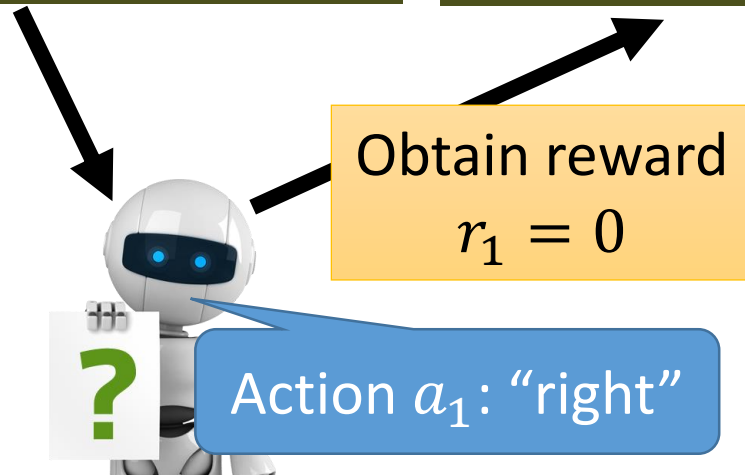 Obtain reward
r₁ = 0
?
Action a₁: “right”